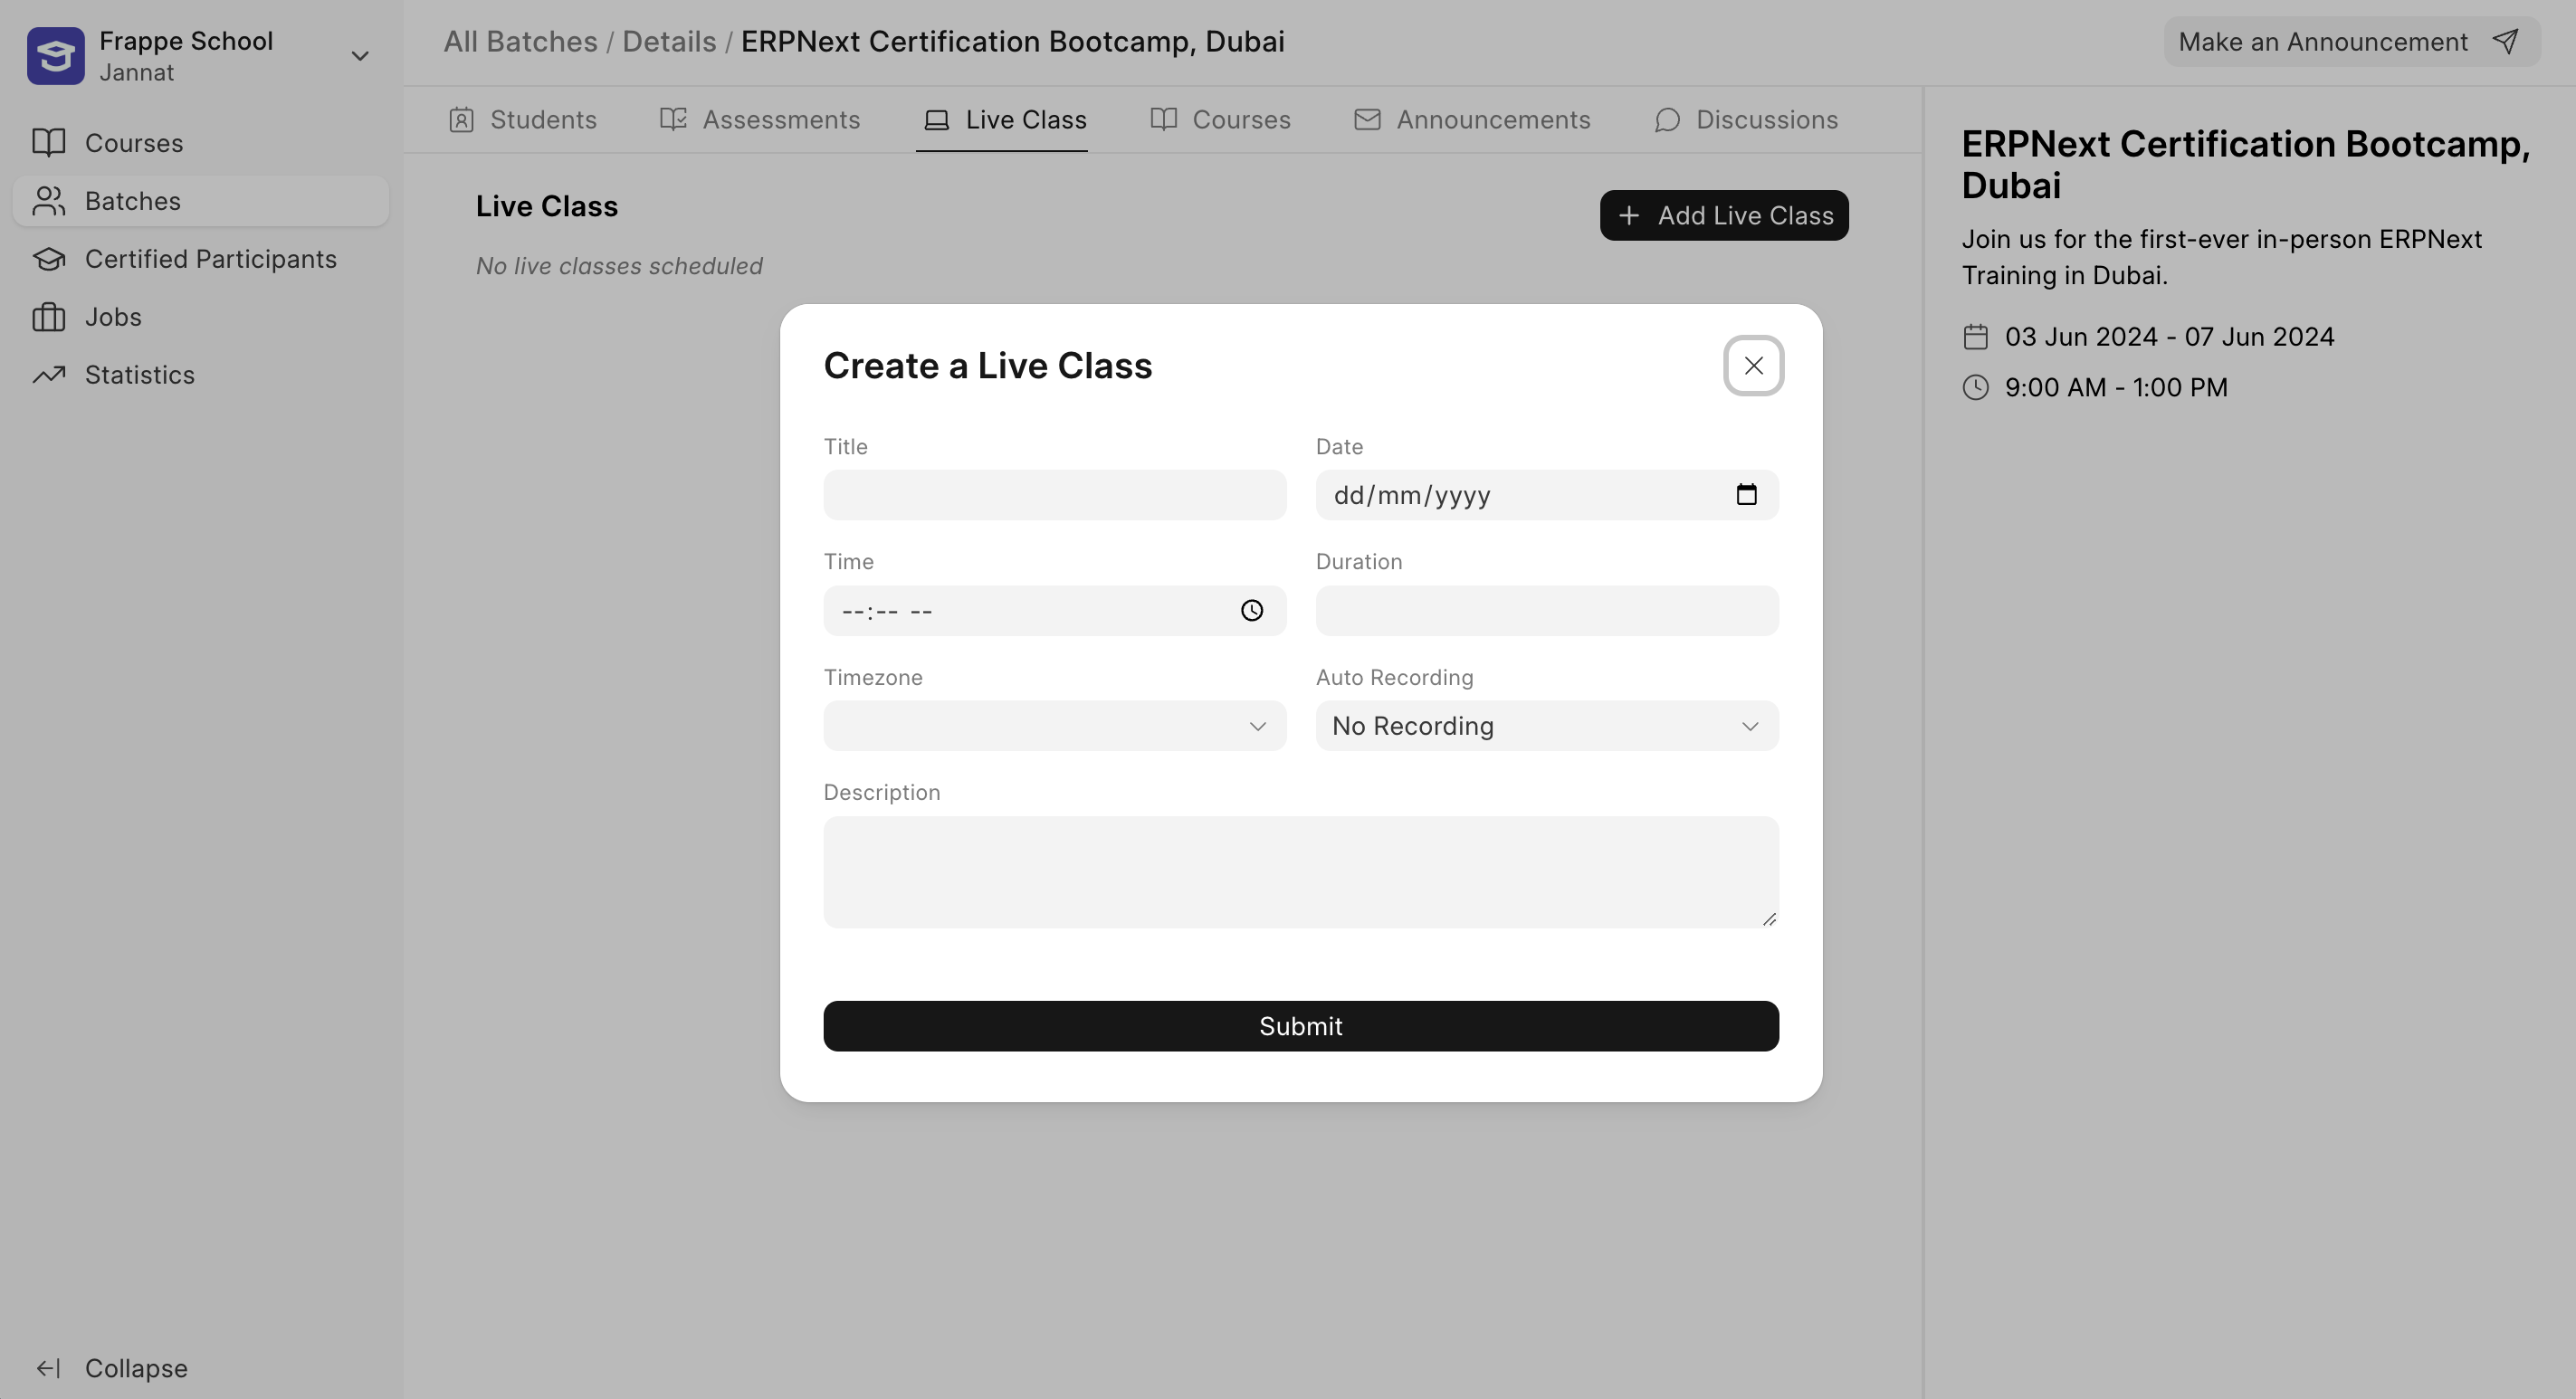 Frappe School
Jannat
Courses
Batches
Certified Participants
Jobs
Statistics
Collapse
All Batches / Details / ERPNext Certification Bootcamp, Dubai
Make an Announcement
Students
Assessments
Live Class
Courses
Announcements
Discussions
Live Class
Add Live Class
No live classes scheduled
Create a Live Class
Title
Date
dd/mm/yyyy
Time
--:-- --
Duration
Timezone
Auto Recording
No Recording
Description
Submit
ERPNext Certification Bootcamp,
Dubai
Join us for the first-ever in-person ERPNext
Training in Dubai.
03 Jun 2024 - 07 Jun 2024
9:00 AM - 1:00 PM